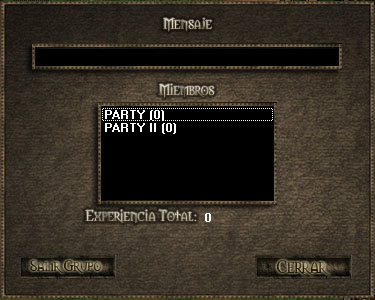 Mensaje
Miembros
PARTY (0)
PARTY II (0)
Experiencia Total: 0
Salir Grupo
Cerrar